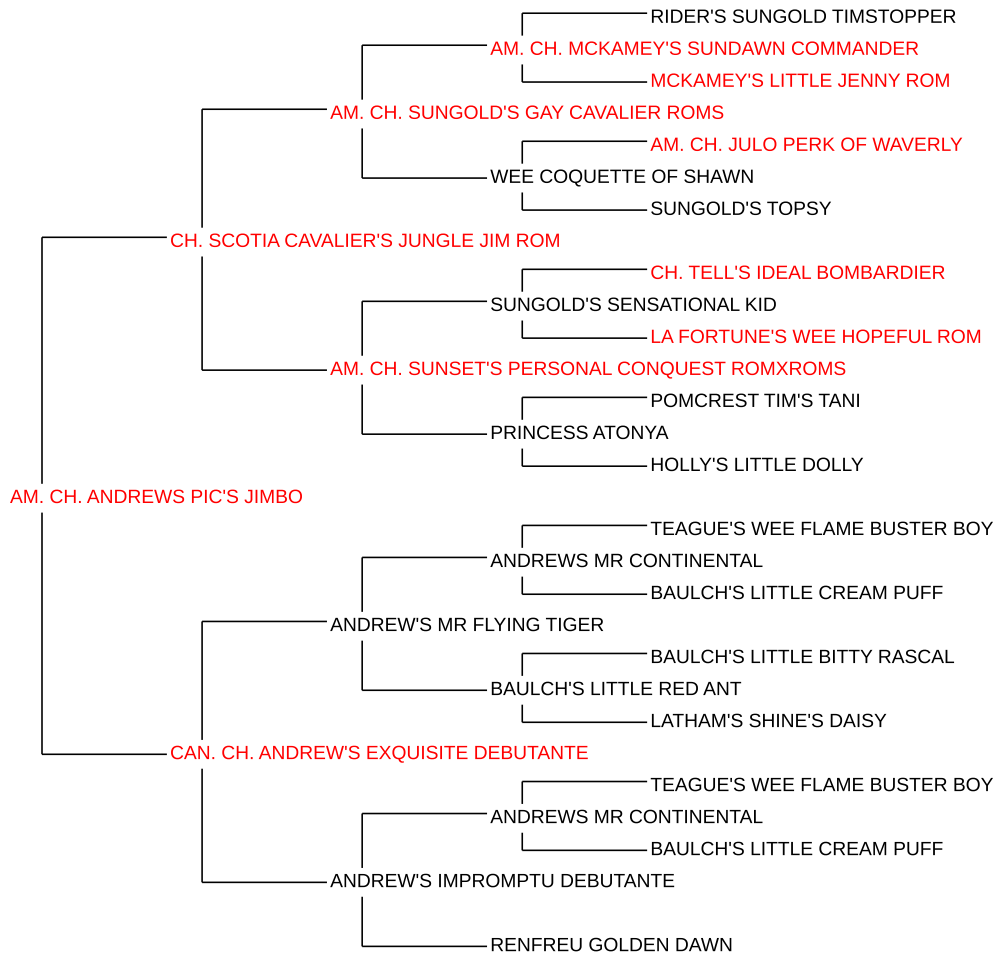 RIDER'S SUNGOLD TIMSTOPPER
AM. CH. MCKAMEY'S SUNDAWN COMMANDER
MCKAMEY'S LITTLE JENNY ROM
AM. CH. SUNGOLD'S GAY CAVALIER ROMS
AM. CH. JULO PERK OF WAVERLY
WEE COQUETTE OF SHAWN
SUNGOLD'S TOPSY
CH. SCOTIA CAVALIER'S JUNGLE JIM ROM
CH. TELL'S IDEAL BOMBARDIER
SUNGOLD'S SENSATIONAL KID
LA FORTUNE'S WEE HOPEFUL ROM
AM. CH. SUNSET'S PERSONAL CONQUEST ROMXROMS
POMCREST TIM'S TANI
PRINCESS ATONYA
HOLLY'S LITTLE DOLLY
AM. CH. ANDREWS PIC'S JIMBO
TEAGUE'S WEE FLAME BUSTER BOY
ANDREWS MR CONTINENTAL
BAULCH'S LITTLE CREAM PUFF
ANDREW'S MR FLYING TIGER
BAULCH'S LITTLE BITTY RASCAL
BAULCH'S LITTLE RED ANT
LATHAM'S SHINE'S DAISY
CAN. CH. ANDREW'S EXQUISITE DEBUTANTE
TEAGUE'S WEE FLAME BUSTER BOY
ANDREWS MR CONTINENTAL
BAULCH'S LITTLE CREAM PUFF
ANDREW'S IMPROMPTU DEBUTANTE
RENFREU GOLDEN DAWN